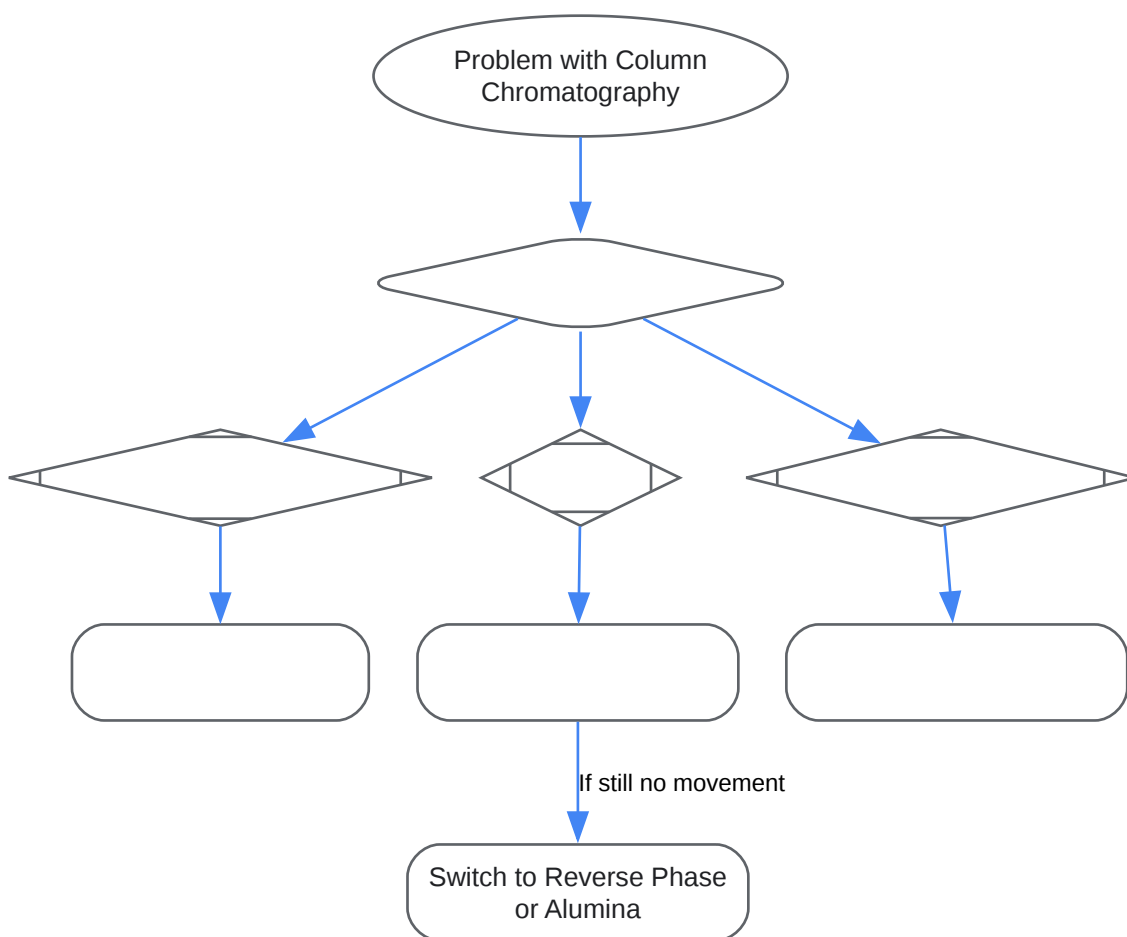 Problem with Column
Chromatography
If still no movement
Switch to Reverse Phase
or Alumina